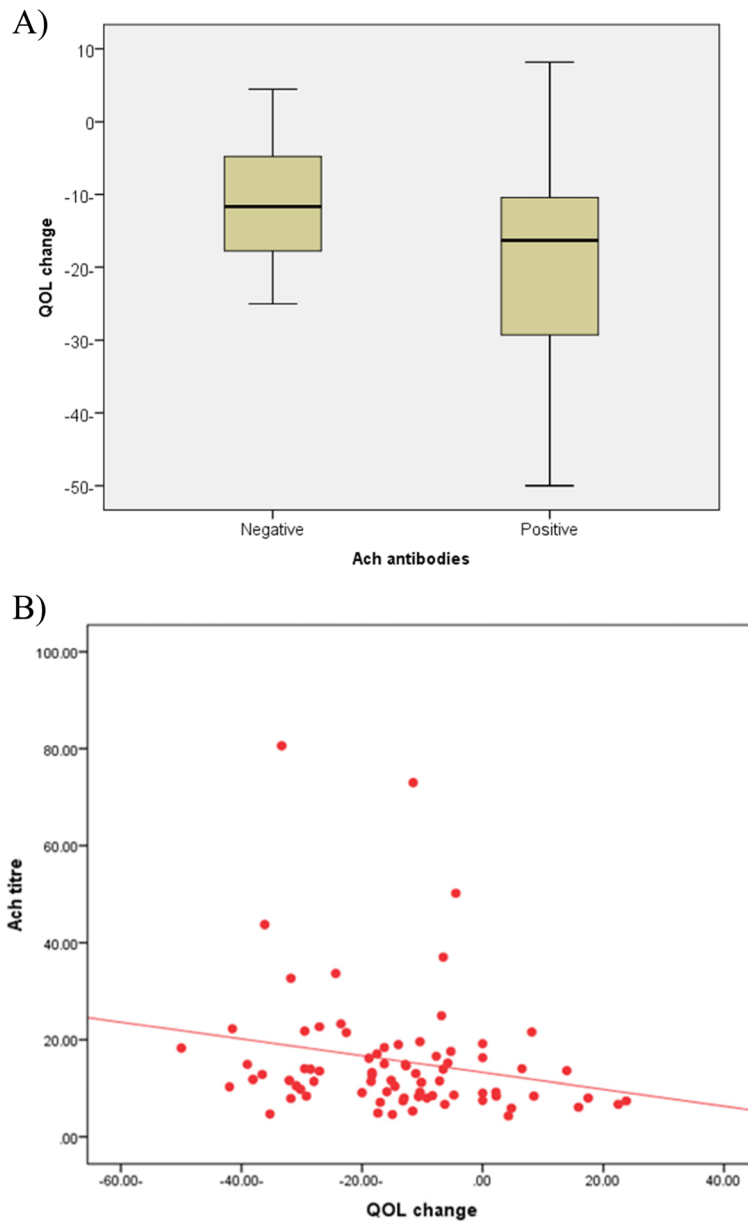 A)
10
0
-10-
-20-
-30-
-40-
-50-
QOL change
Negative Positive
Ach antibodies
B)
100.00
80.00
60.00
40.00
20.00
.00
Ach titre
-60.00- -40.00- -20.00- .00 20.00 40.00
QOL change